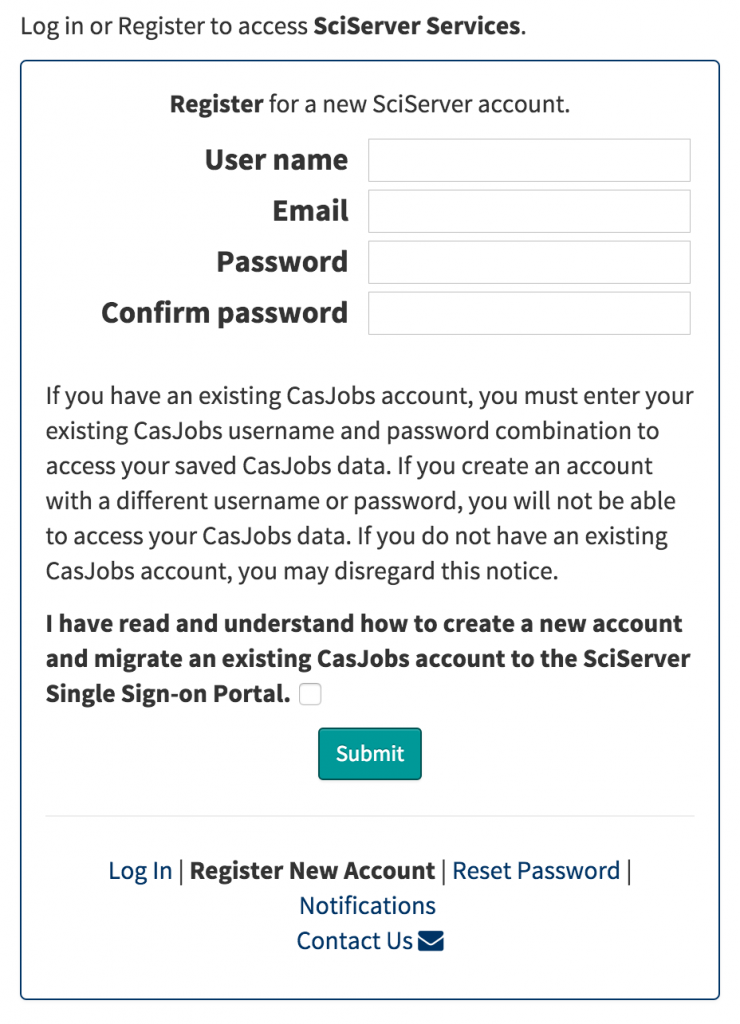 Log in or Register to access SciServer Services.
Register for a new SciServer account.
User name
Email
Password
Confirm password
If you have an existing CasJobs account, you must enter your
existing CasJobs username and password combination to
access your saved CasJobs data. If you create an account
with a different username or password, you will not be able
to access your CasJobs data. If you do not have an existing
CasJobs account, you may disregard this notice.
I have read and understand how to create a new account
and migrate an existing CasJobs account to the SciServer
Single Sign-on Portal.
Submit
Log In | Register New Account | Reset Password |
Notifications
Contact Us